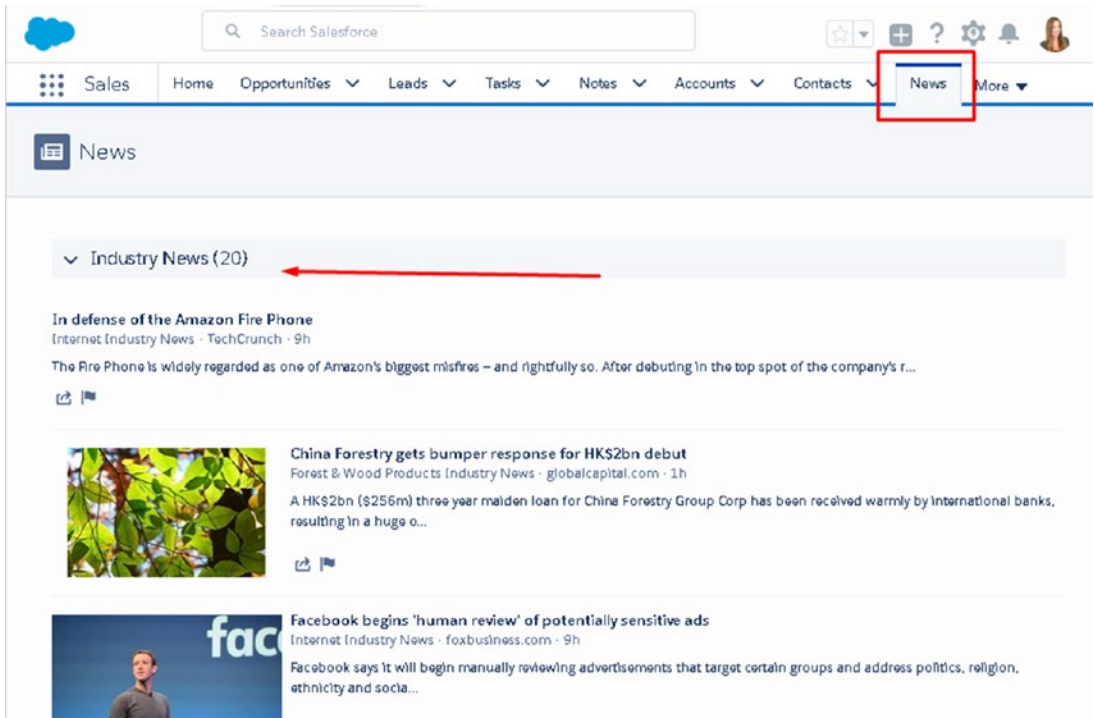 Search Salesforce
Sales Home Opportunities Leads Tasks Notes Accounts Contacts News More
News
Industry News (20)
In defense of the Amazon Fire Phone
Internet Industry News · TechCrunch · 9h
The Fire Phone is widely regarded as one of Amazon's biggest misfires – and rightfully so. After debuting in the top spot of the company's r...
China Forestry gets bumper response for HK$2bn debut
Forest & Wood Products Industry News · globalcapital.com · 1h
A HK$2bn ($256m) three year maiden loan for China Forestry Group Corp has been received warmly by international banks,
resulting in a huge o...
fac
Facebook begins 'human review' of potentially sensitive ads
Internet Industry News · foxbusiness.com · 9h
Facebook says it will begin manually reviewing advertisements that target certain groups and address politics, religion,
ethnicity and socia...